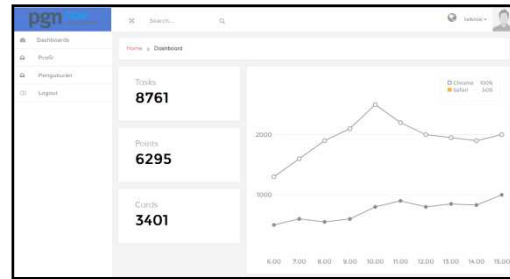 pgn
Search...
Dashboards
Profil
Pengukuran
Logout
Home > Dashboard
Tasks
8761
Points
6295
Cards
3401
Chrome 100%
Safari 50%
2000
1000
6.00 7.00 8.00 9.00 10.00 11.00 12.00 13.00 14.00 15.00